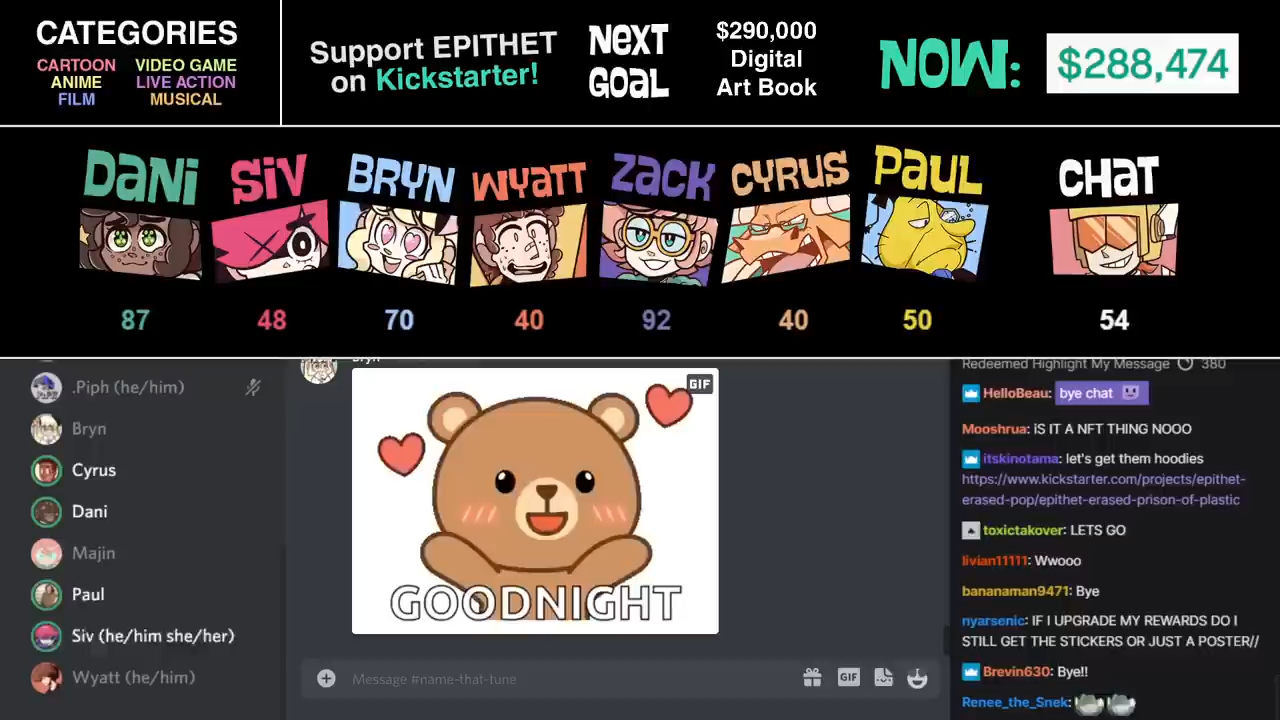 CATEGORIES
CARTOON
VIDEO GAME
ANIME
LIVE ACTION
FILM
MUSICAL
Support EPITHET
on Kickstarter!
NEXT
GOAL
$290,000
Digital
Art Book
NOW:
$288,474
DANI
SIV
BRYN
WYATT
ZACK
CYRUS
PAUL
CHAT
87
48
70
40
92
40
50
54
.Piph (he/him)
Bryn
Cyrus
Dani
Majin
Paul
Siv (he/him she/her)
Wyatt (he/him)
Bryn
GIF
GOODNIGHT
Message #name-that-tune
GIF
Redeemed Highlight My Message 380
HelloBeau: bye chat
Mooshrua: iS IT A NFT THING NOOO
itskinotama: let's get them hoodies
https://www.kickstarter.com/projects/epithet-
erased-pop/epithet-erased-prison-of-plastic
toxictakover: LETS GO
livian11111: Wwooo
bananaman9471: Bye
nyarsenic: IF I UPGRADE MY REWARDS DO I
STILL GET THE STICKERS OR JUST A POSTER//
Brevin630: Bye!!
Renee_the_Snek: